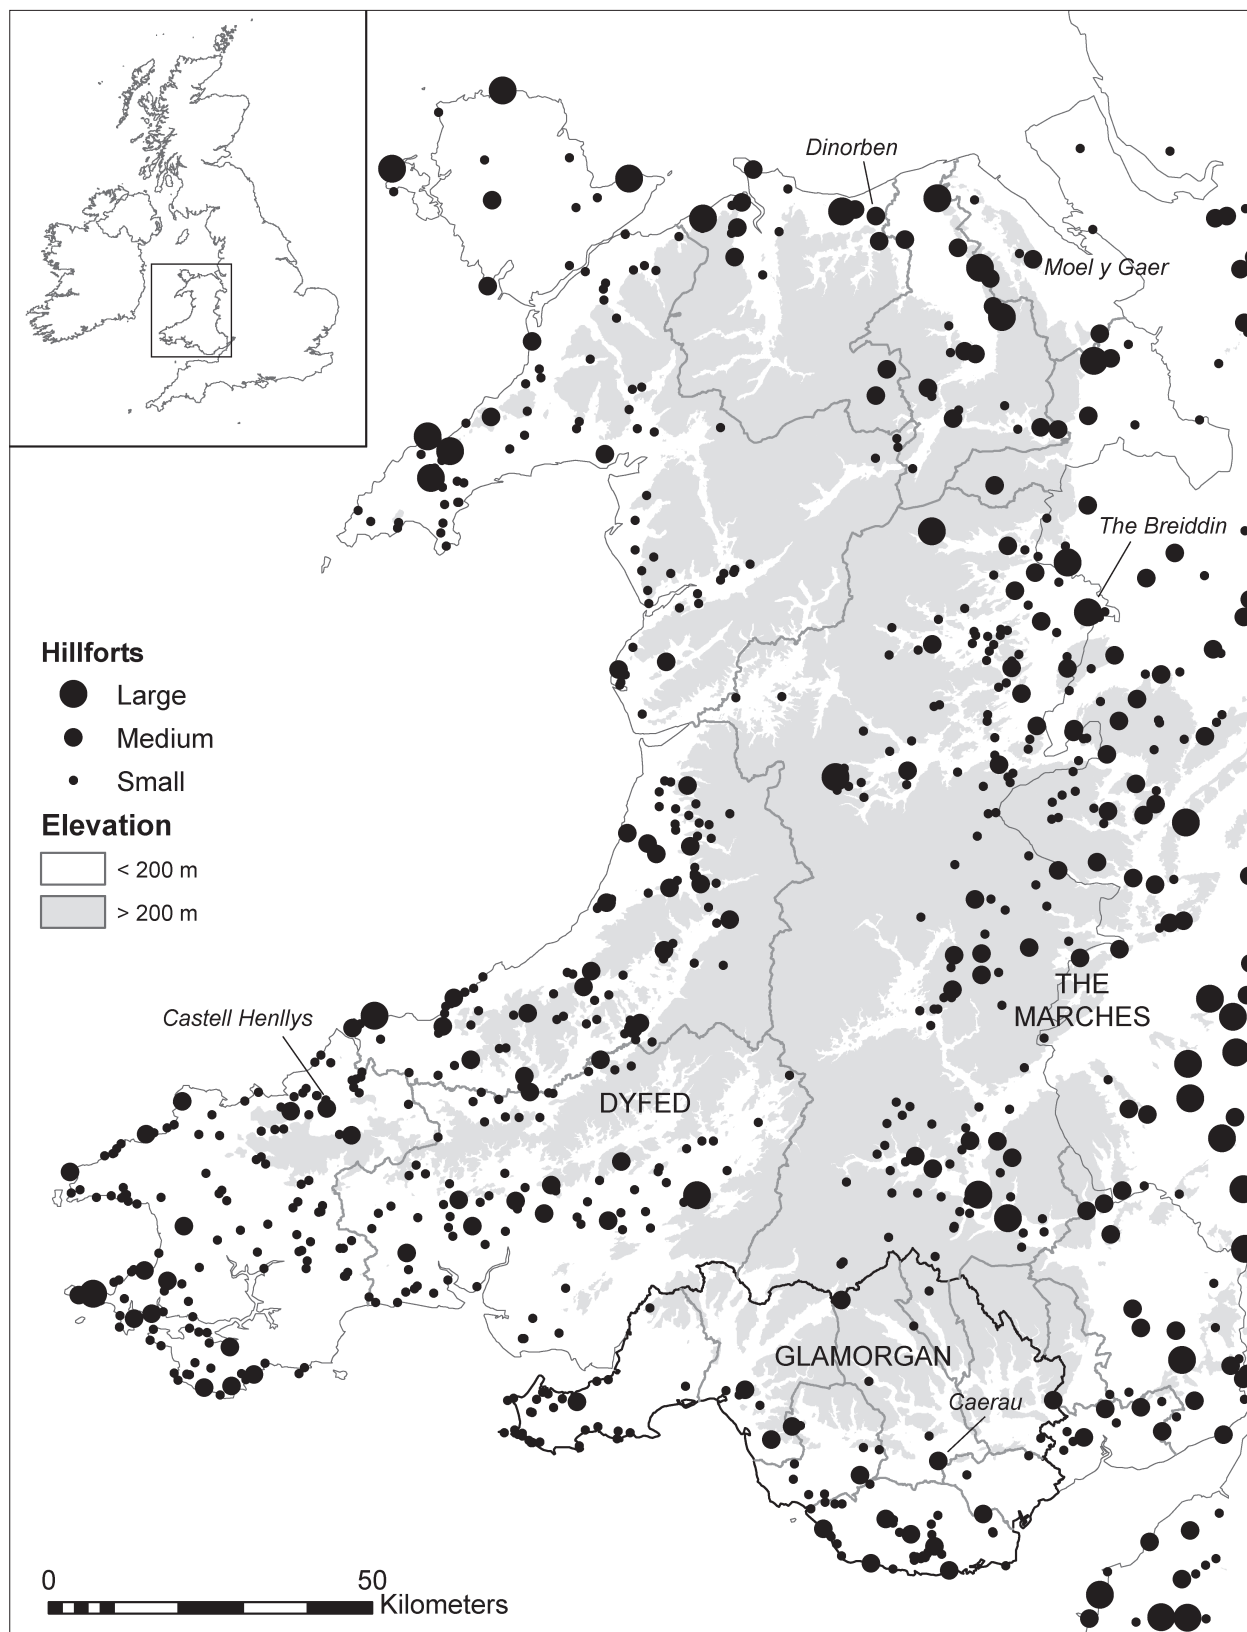 Dinorben
Moel y Gaer
The Breiddin
Hillforts
Large
Medium
Small
Elevation
< 200 m
> 200 m
THE
MARCHES
Castell Henllys
DYFED
GLAMORGAN
Caerau
0 50
Kilometers